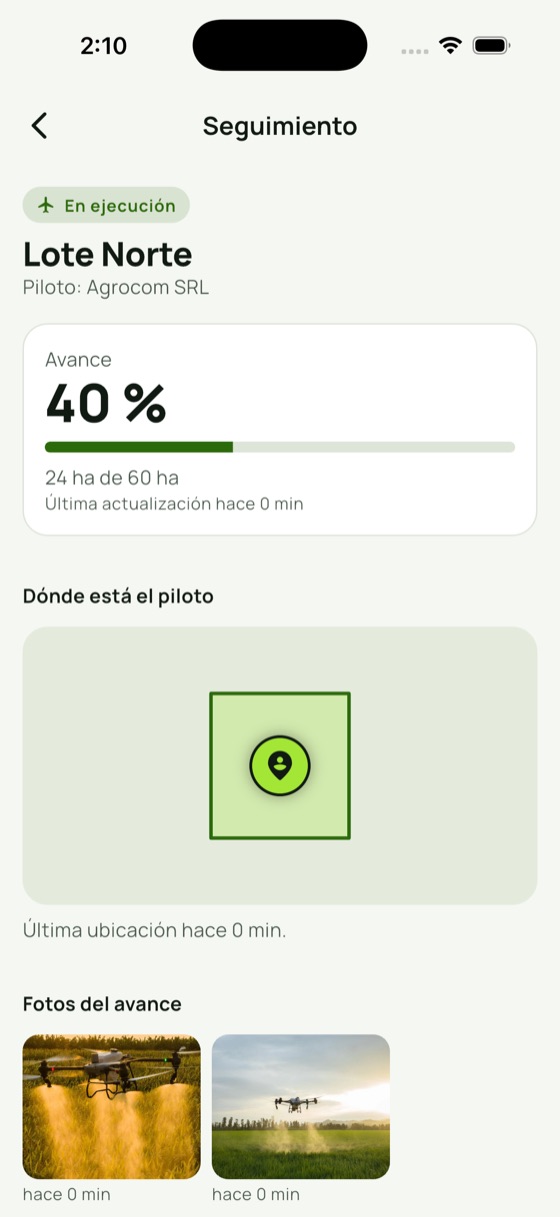 2:10
Seguimiento
En ejecución
Lote Norte
Piloto: Agrocom SRL
Avance
40 %
24 ha de 60 ha
Última actualización hace 0 min
Dónde está el piloto
Última ubicación hace 0 min.
Fotos del avance
hace 0 min
hace 0 min